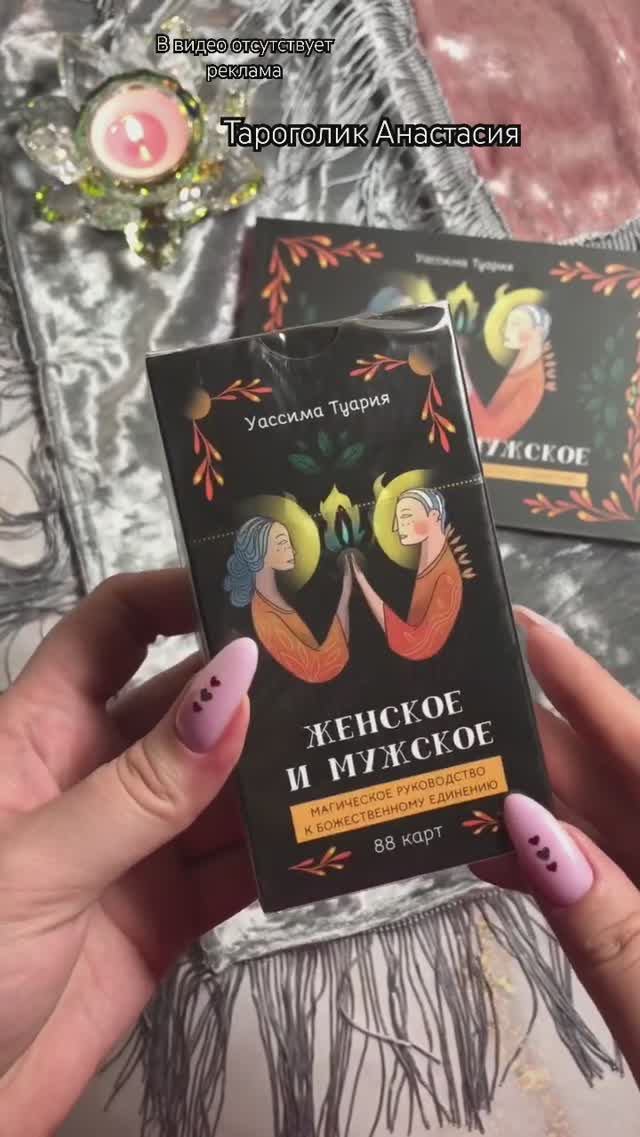 В видео отсутствует
реклама
Тароголик Анастасия
Уассима Туария
МУЖСКОЕ
Уассима Туария
ЖЕНСКОЕ
И МУЖСКОЕ
МАГИЧЕСКОЕ РУКОВОДСТВО
К БОЖЕСТВЕННОМУ ЕДИНЕНИЮ
88 карт